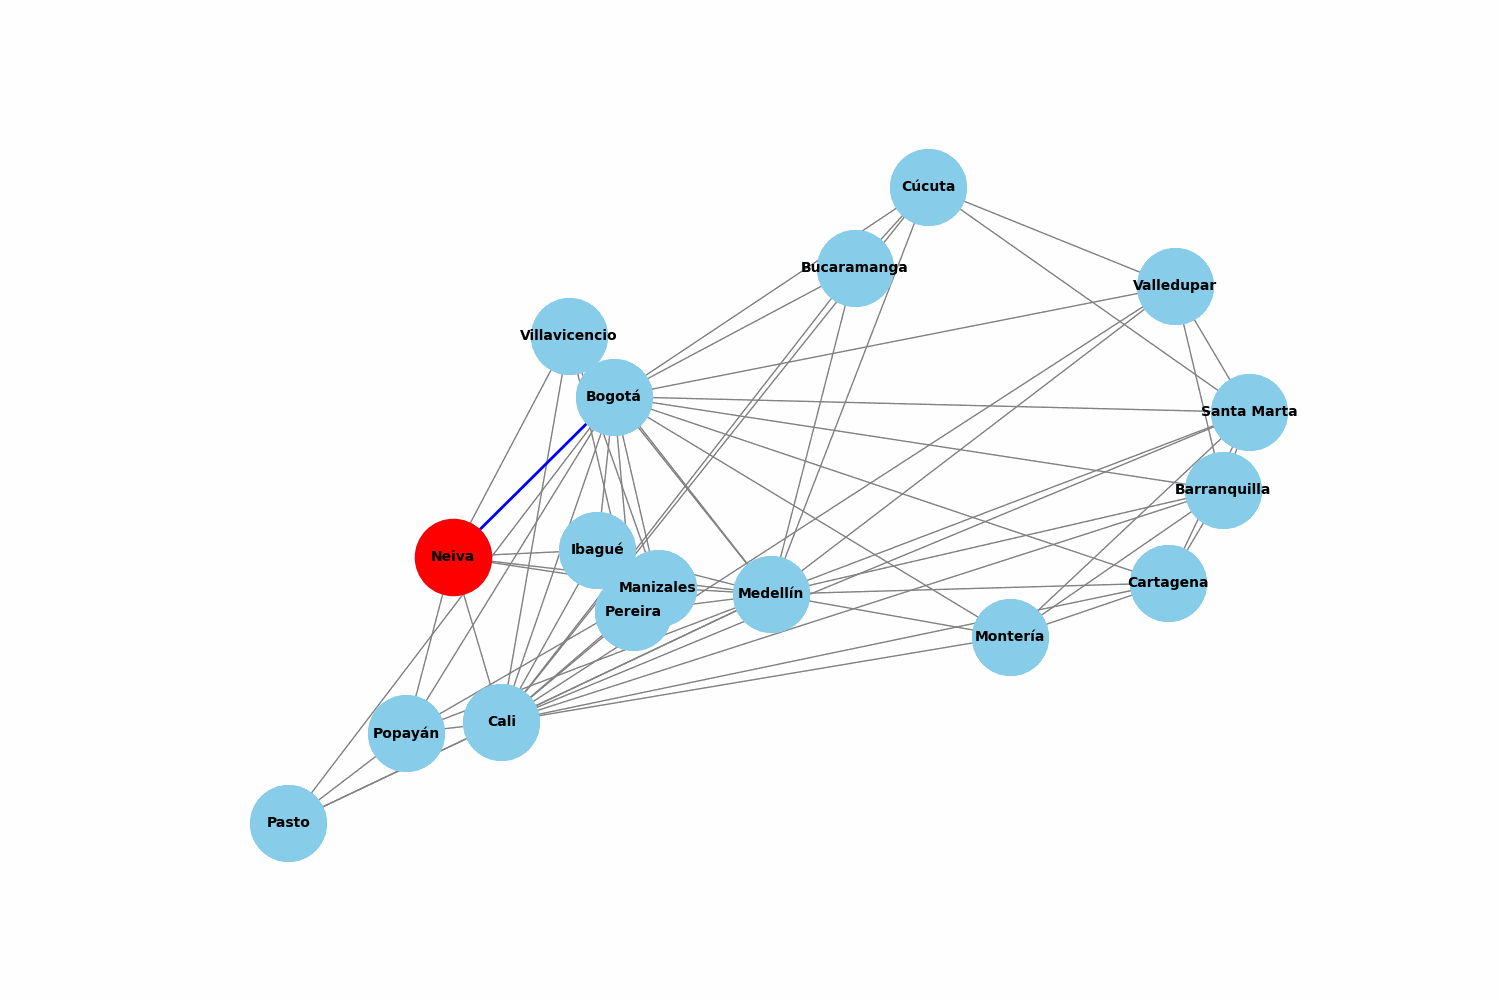 Cúcuta
Bucaramanga
Valledupar
Villavicencio
Bogotá
Santa Marta
Barranquilla
Ibagué
Neiva
Cartagena
Manizales
Medellín
Pereira
Montería
Cali
Popayán
Pasto